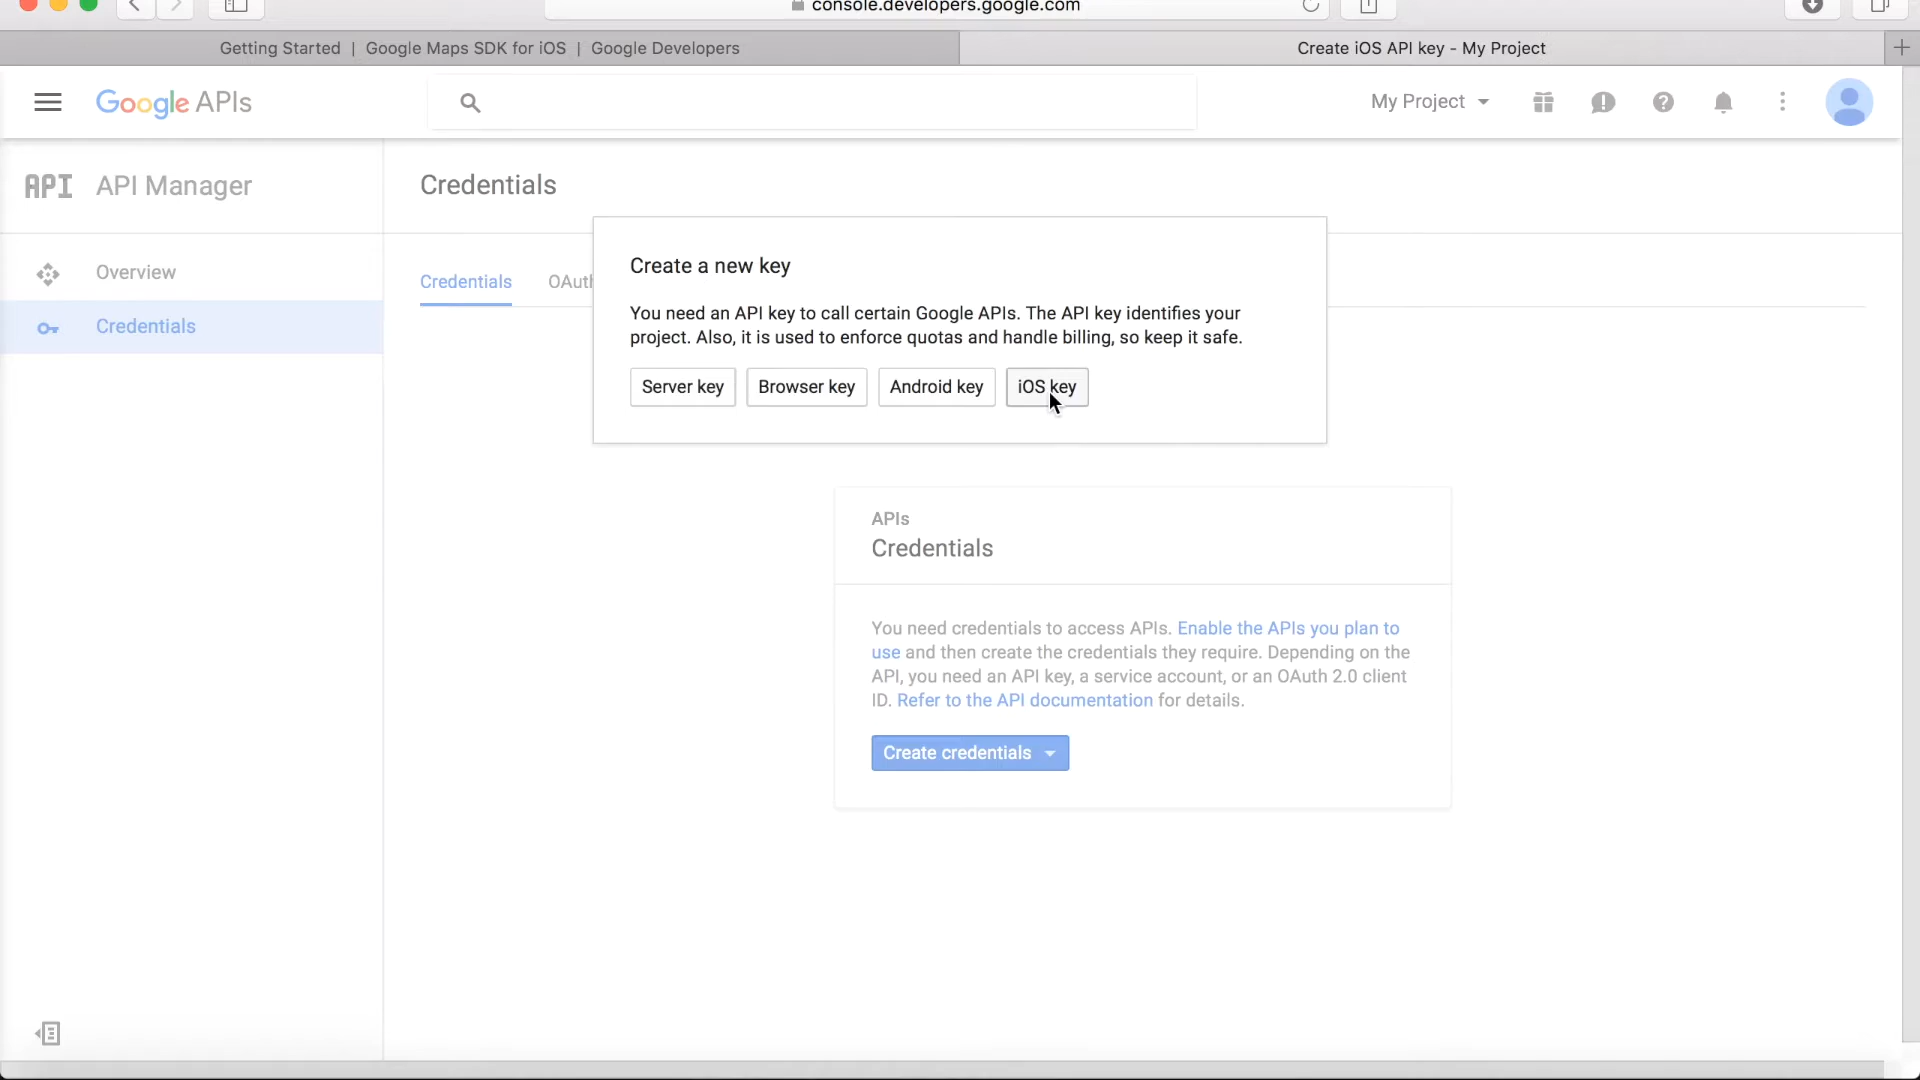 console.developers.google.com
Getting Started | Google Maps SDK for iOS | Google Developers
Create iOS API key - My Project
Google APIs
My Project
API API Manager
Credentials
Overview
Credentials
Credentials
OAuth
Create a new key
You need an API key to call certain Google APIs. The API key identifies your
project. Also, it is used to enforce quotas and handle billing, so keep it safe.
Server key
Browser key
Android key
iOS key
APIs
Credentials
You need credentials to access APIs. Enable the APIs you plan to
use and then create the credentials they require. Depending on the
API, you need an API key, a service account, or an OAuth 2.0 client
ID. Refer to the API documentation for details.
Create credentials